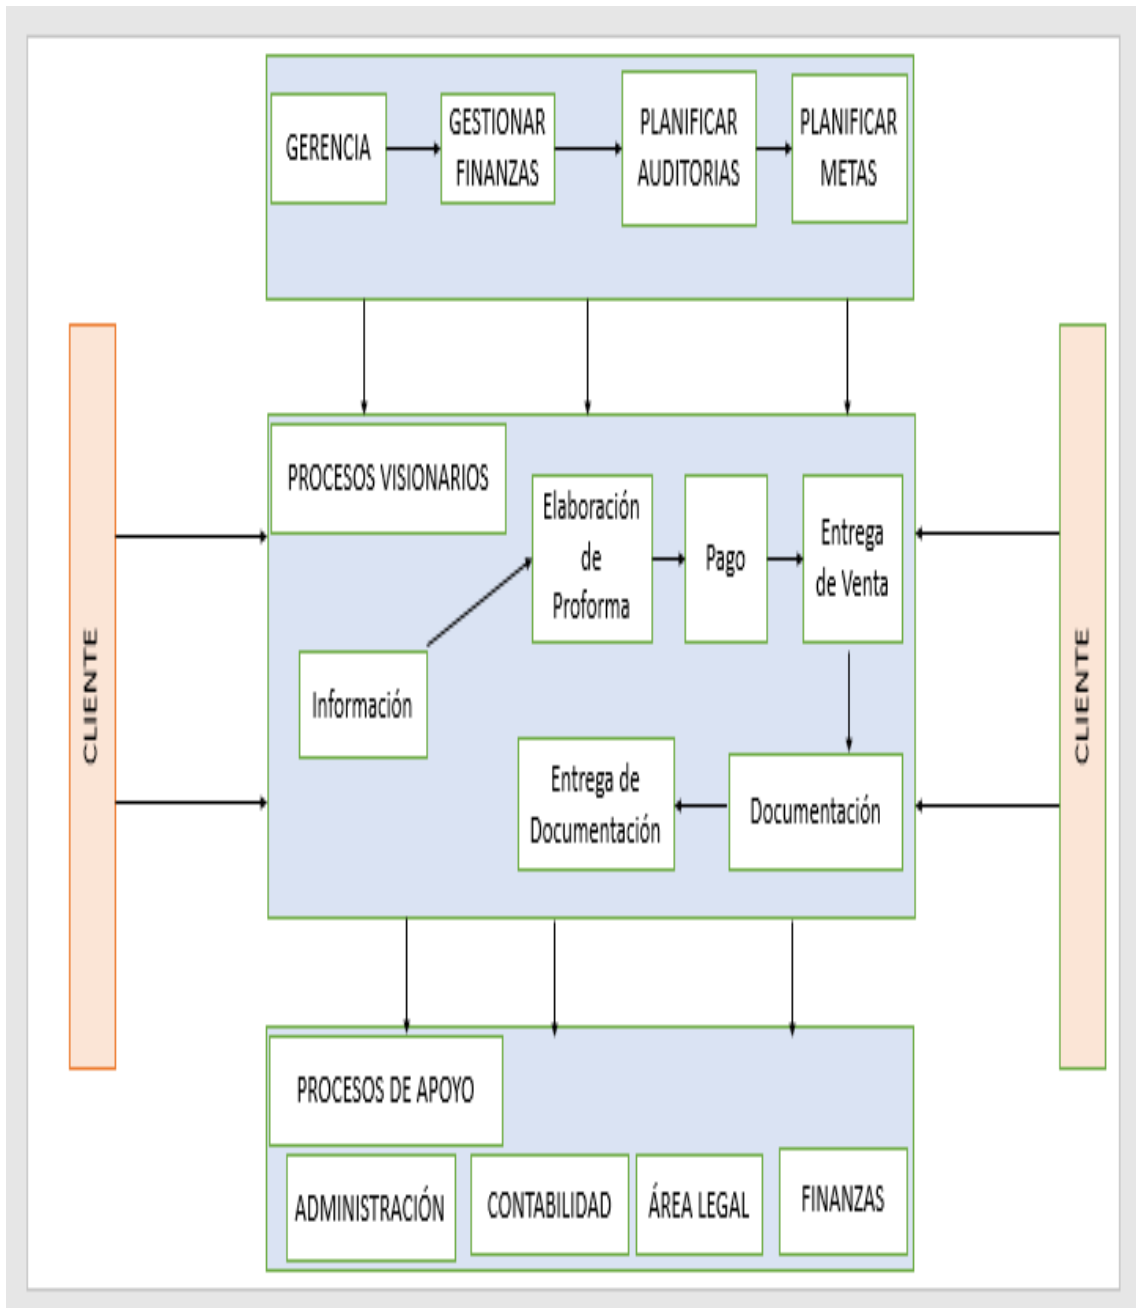 GERENCIA
GESTIONAR
FINANZAS
PLANIFICAR
AUDITORIAS
PLANIFICAR
METAS
CLIENTE
PROCESOS VISIONARIOS
Información
Elaboración
de
Proforma
Pago
Entrega
de Venta
Documentación
Entrega de
Documentación
CLIENTE
PROCESOS DE APOYO
ADMINISTRACIÓN
CONTABILIDAD
ÁREA LEGAL
FINANZAS